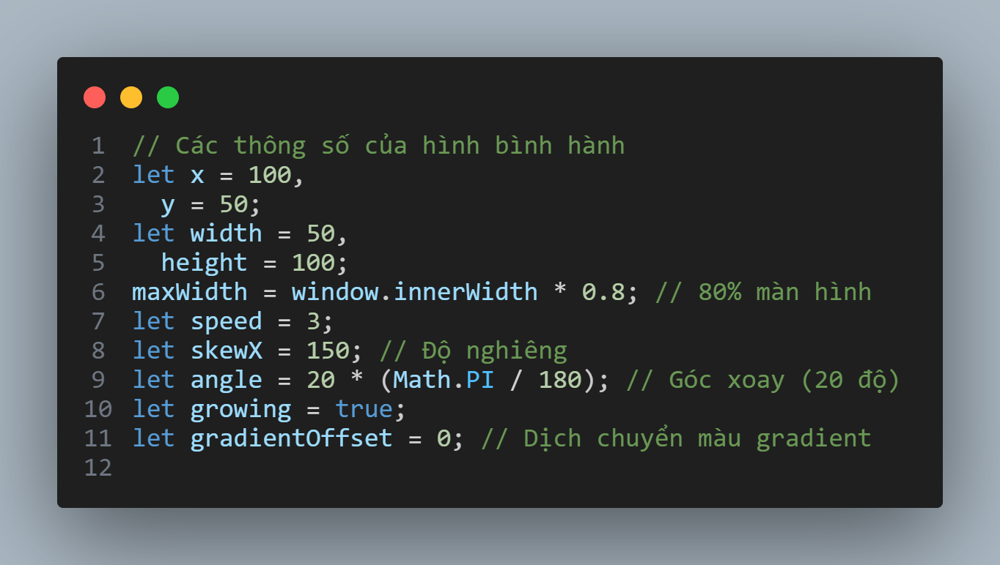 1 // Các thông số của hình bình hành
2 let x = 100,
3   y = 50;
4 let width = 50,
5   height = 100;
6 maxWidth = window.innerWidth * 0.8; // 80% màn hình
7 let speed = 3;
8 let skewX = 150; // Độ nghiêng
9 let angle = 20 * (Math.PI / 180); // Góc xoay (20 độ)
10 let growing = true;
11 let gradientOffset = 0; // Dịch chuyển màu gradient
12